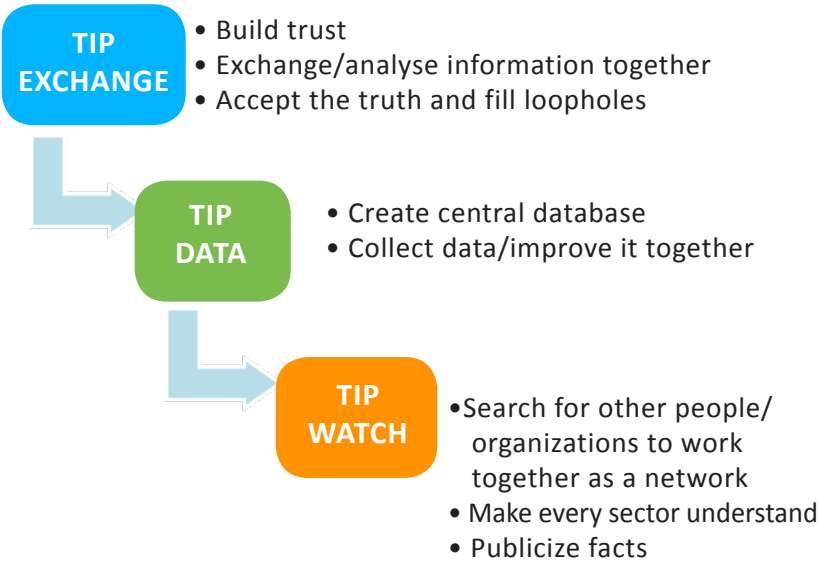 TIP
EXCHANGE
• Build trust
• Exchange/analyse information together
• Accept the truth and fill loopholes
TIP
DATA
• Create central database
• Collect data/improve it together
TIP
WATCH
•Search for other people/
organizations to work
together as a network
• Make every sector understand
• Publicize facts